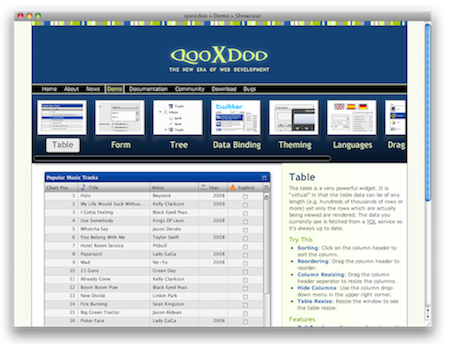 qooxdoo » Demo » Showcase
QooXDoo
THE NEW ERA OF WEB DEVELOPMENT
Home About News Demo Documentation Community Download Bugs
twitter
Table Form Tree Data Binding Theming Languages Drag
Popular Music Tracks
Chart Pos. Title Artist Year Explicit
1 Halo Beyoncé 2008
2 My Life Would Suck Withou... Kelly Clarkson 2009
3 I Gotta Feeling Black Eyed Peas
4 Use Somebody Kings Of Leon 2008
5 Whatcha Say Jason Derulo
6 You Belong With Me Taylor Swift 2008
7 Hotel Room Service Pitbull
8 Paparazzi Lady GaGa 2008
9 Mad Ne-Yo 2008
10 21 Guns Green Day
11 Already Gone Kelly Clarkson
12 Boom Boom Pow Black Eyed Peas
13 New Divide Linkin Park
14 Fire Burning Sean Kingston
15 Big Green Tractor Jason Aldean
16 Poker Face Lady GaGa 2008
Table
The table is a very powerful widget. It is
"virtual" in that the table data can be of any
length (e.g. hundreds of thousands of rows or
more) yet only the rows which are actually
being viewed are rendered. The data you
currently see is fetched from a YQL service so
it's always up to date.
Try This
• Sorting: Click on the column header to
sort the column.
• Reordering: Drag the column header to
reorder.
• Column Resizing: Drag the column
header separator to resize the columns.
• Hide Columns: Use the column drop-
down menu in the upper right corner.
• Table Resize: Resize the window to see
the table resize.
Features